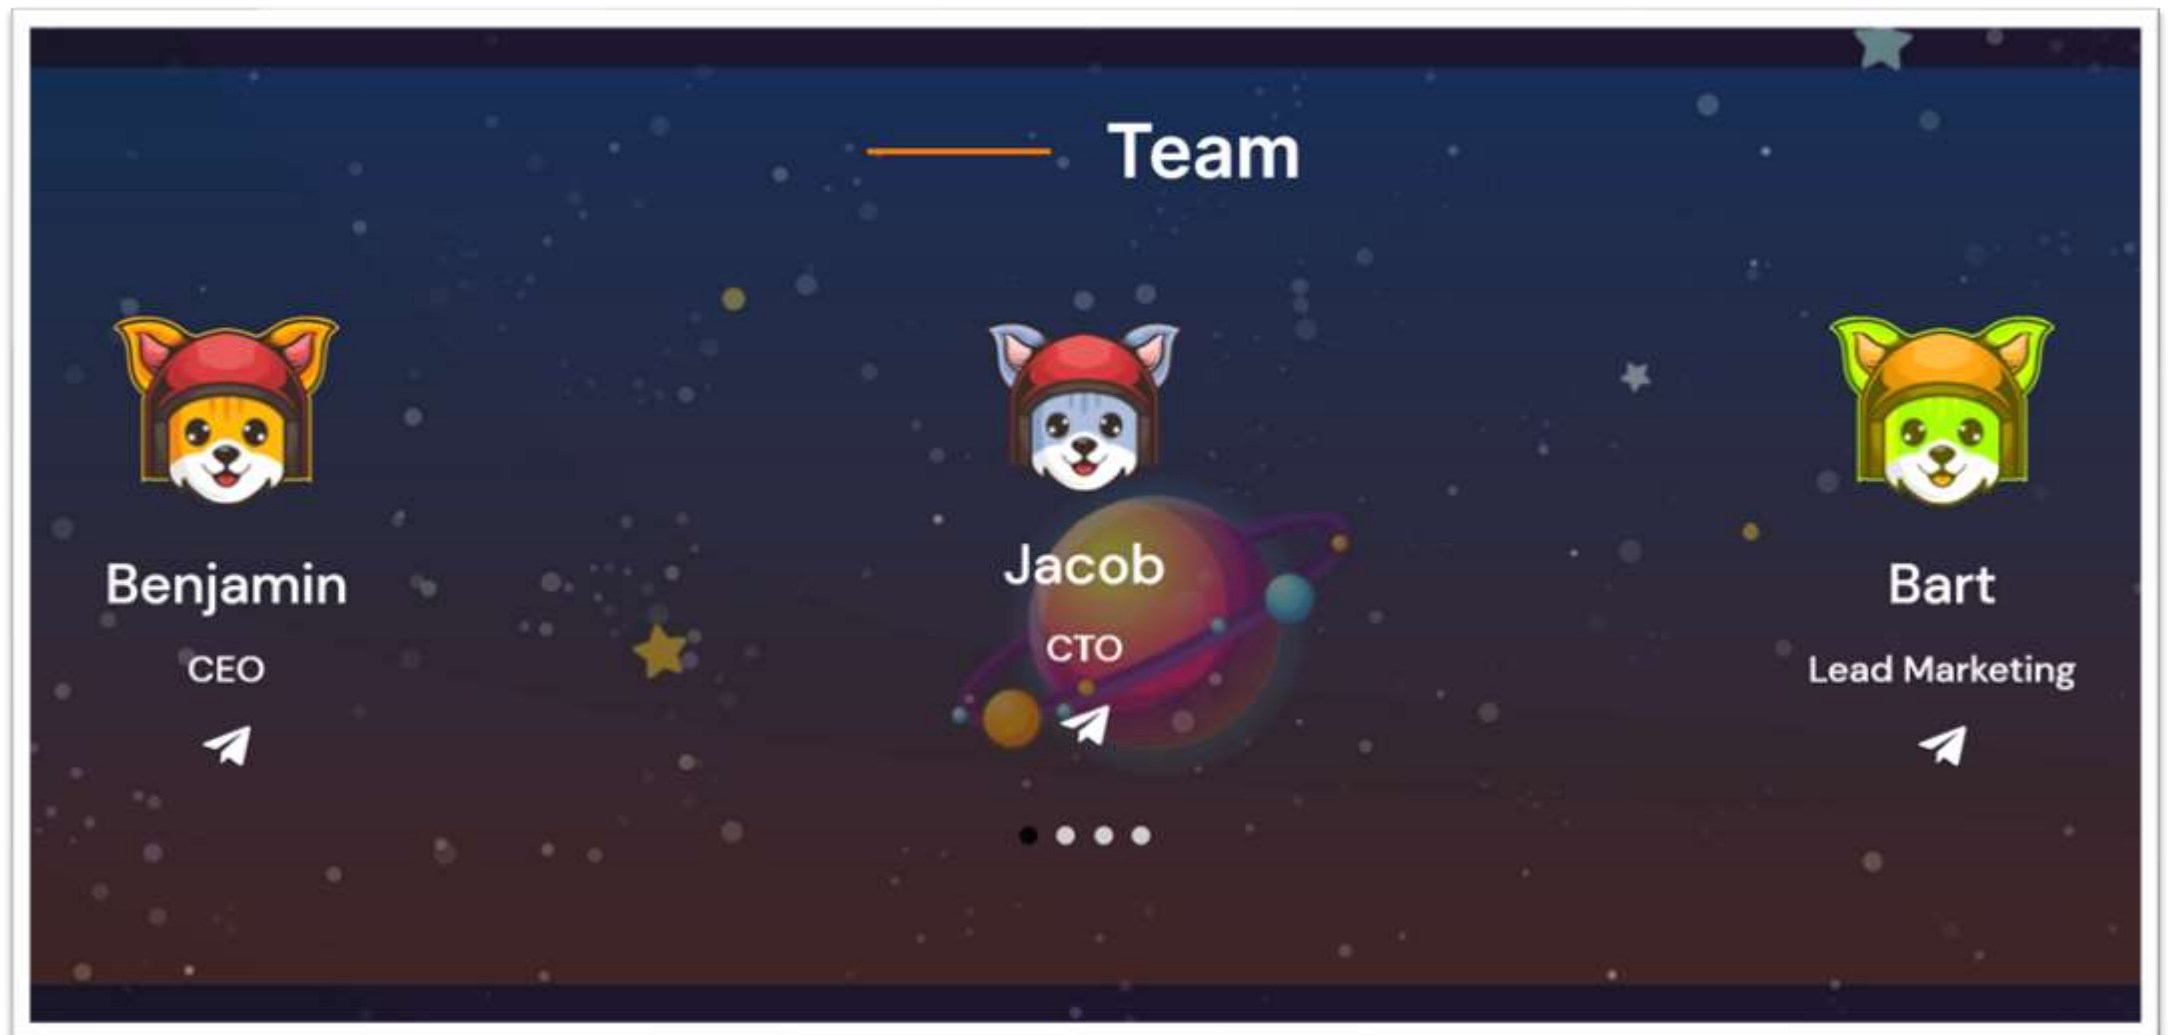 Team
Benjamin
CEO
Jacob
CTO
Bart
Lead Marketing